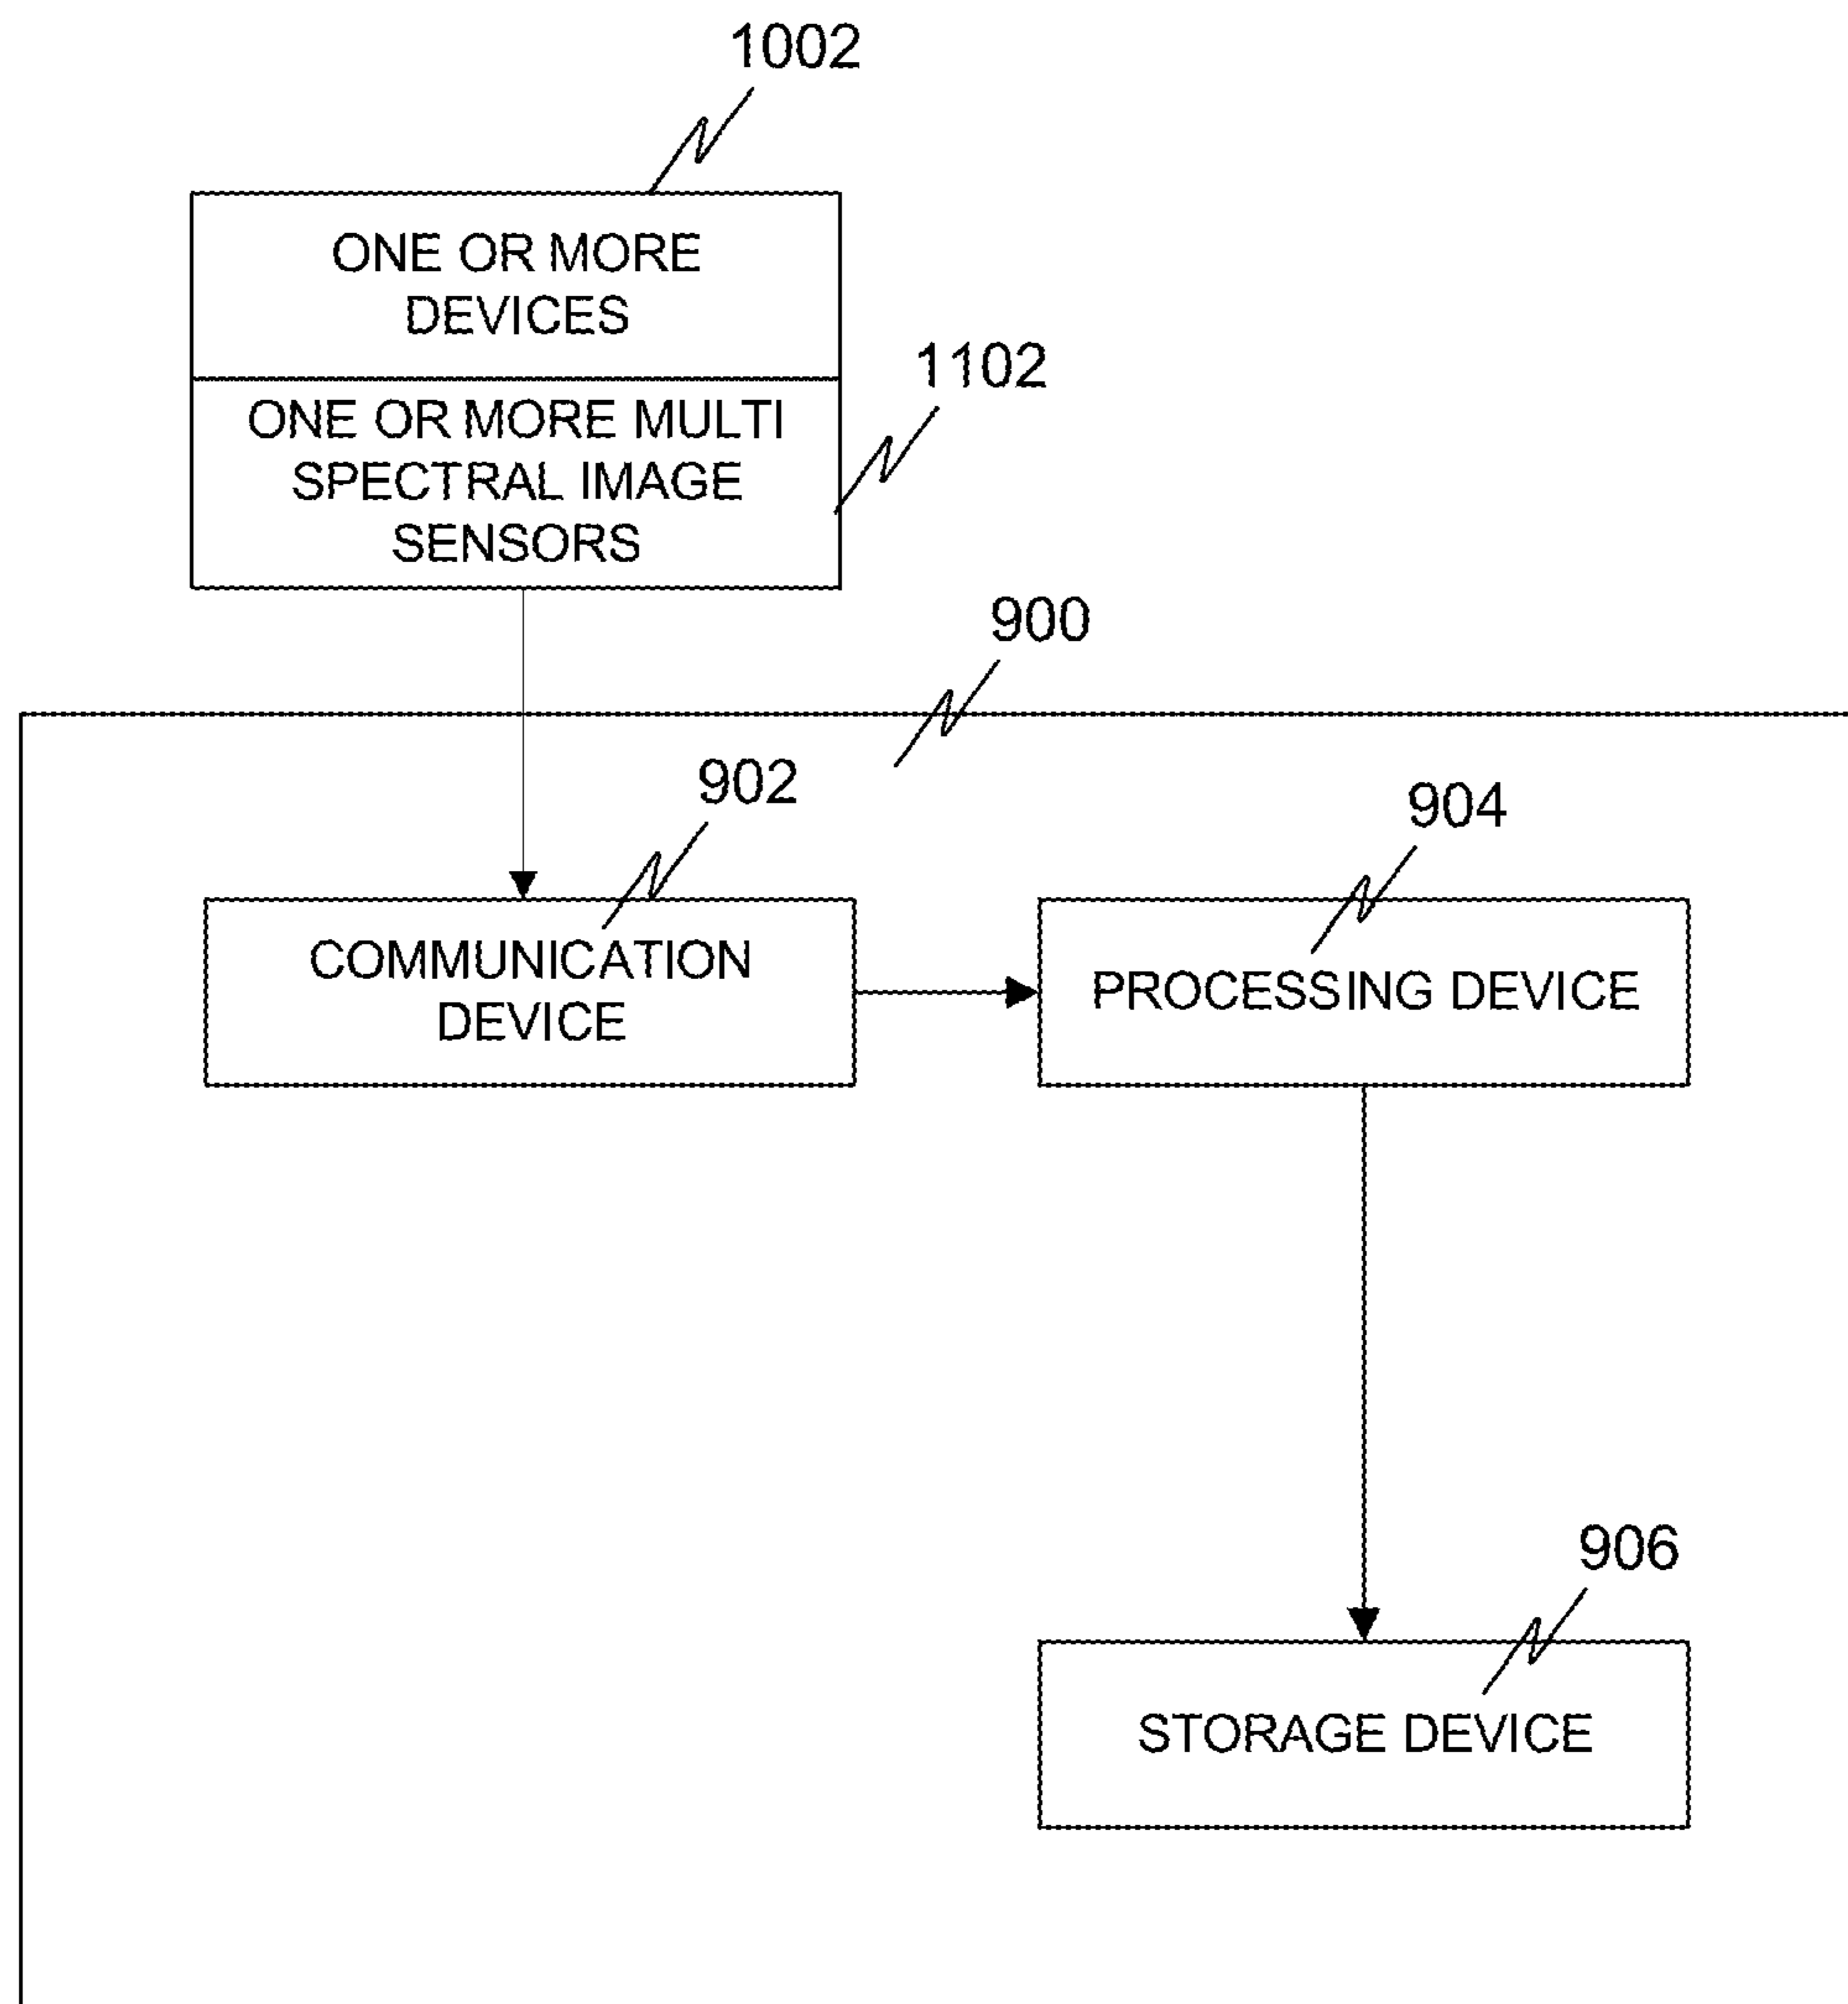 1002
ONE OR MORE
DEVICES
1102
ONE OR MORE MULTI
SPECTRAL IMAGE
SENSORS
900
902
904
COMMUNICATION
DEVICE
PROCESSING DEVICE
906
STORAGE DEVICE